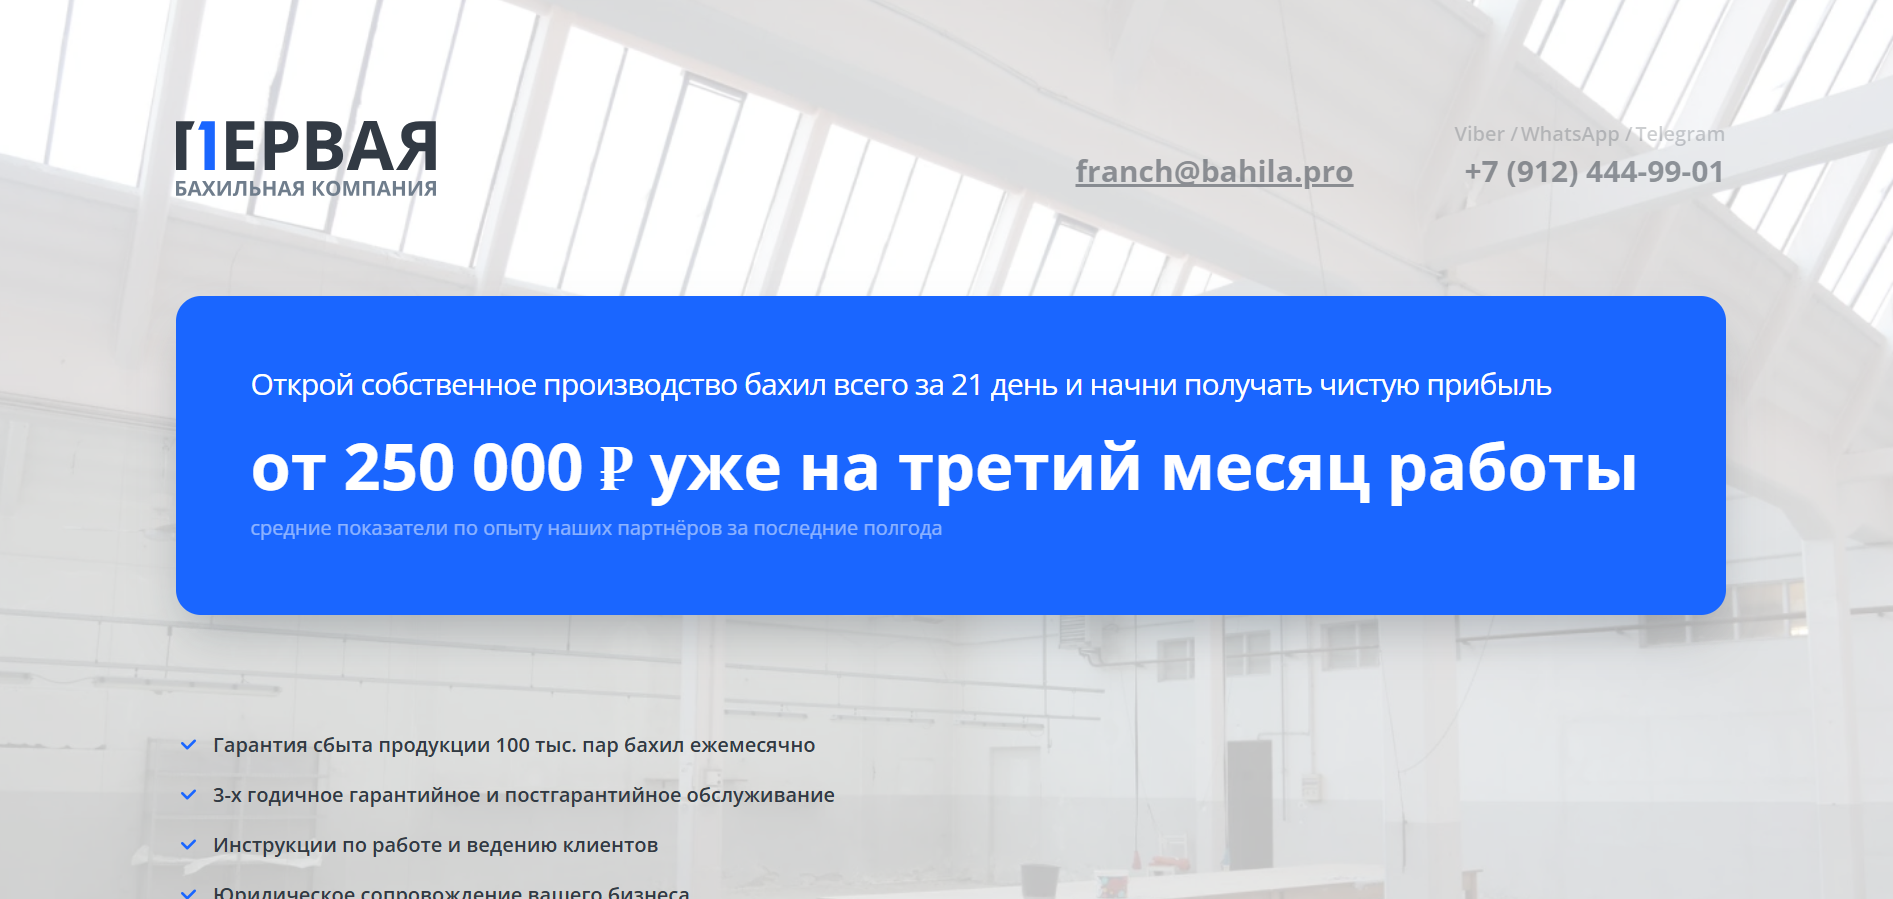 ПЕРВАЯ
БАХИЛЬНАЯ КОМПАНИЯ
franch@bahila.pro
Viber / WhatsApp / Telegram
+7 (912) 444-99-01
Открой собственное производство бахил всего за 21 день и начни получать чистую прибыль
от 250 000 ₽ уже на третий месяц работы
средние показатели по опыту наших партнёров за последние полгода
Гарантия сбыта продукции 100 тыс. пар бахил ежемесячно
3-х годичное гарантийное и постгарантийное обслуживание
Инструкции по работе и ведению клиентов
Юридическое сопровождение вашего бизнеса